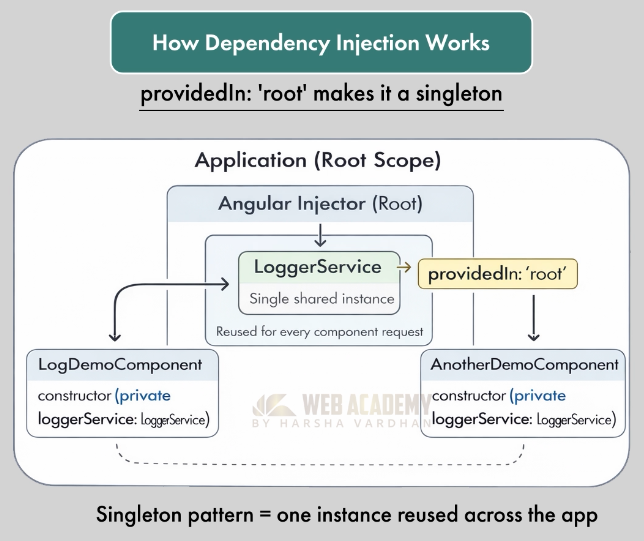 How Dependency Injection Works
providedIn: 'root' makes it a singleton
Application (Root Scope)
Angular Injector (Root)
LoggerService
Single shared instance
Reused for every component request
providedIn: ‘root’
LogDemoComponent
constructor (private
loggerService: LoggerService)
AnotherDemoComponent
constructor (private
loggerService: LoggerService)
WEB ACADEMY
BY HARSHA VARDHAN
Singleton pattern = one instance reused across the app